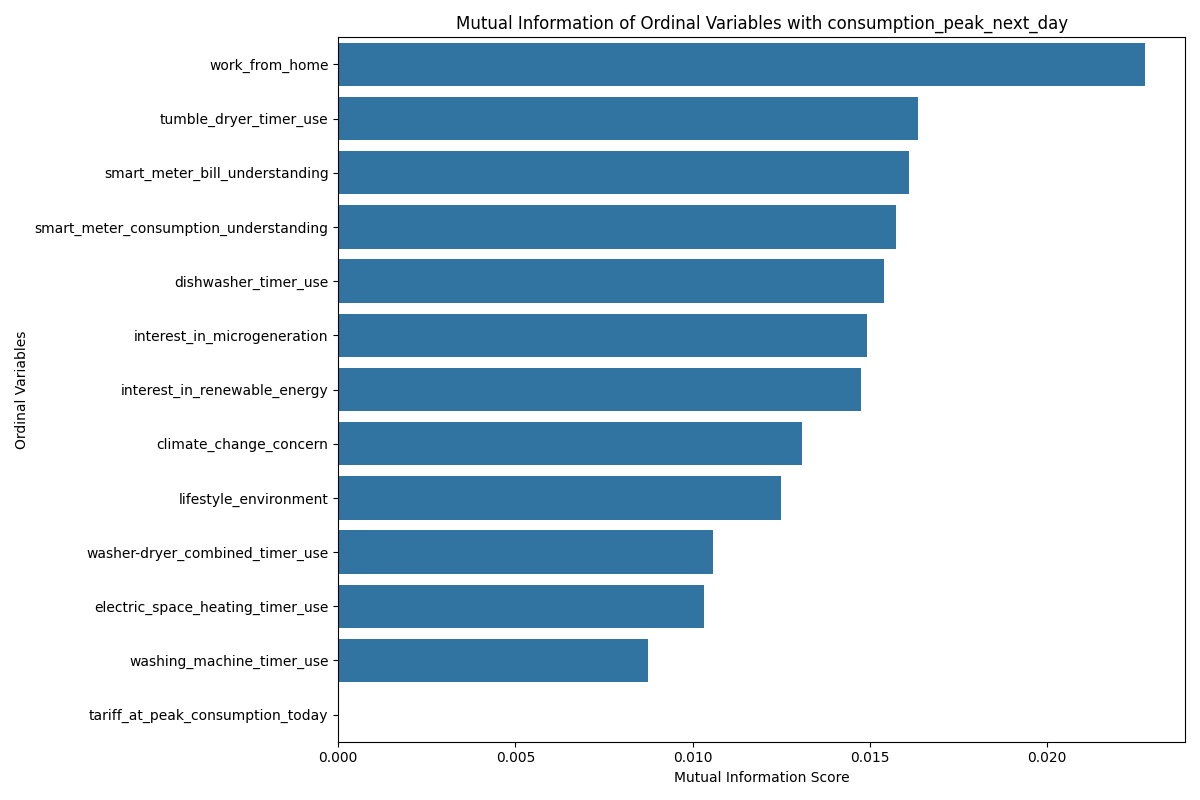 Mutual Information of Ordinal Variables with consumption_peak_next_day
Ordinal Variables
work_from_home
tumble_dryer_timer_use
smart_meter_bill_understanding
smart_meter_consumption_understanding
dishwasher_timer_use
interest_in_microgeneration
interest_in_renewable_energy
climate_change_concern
lifestyle_environment
washer-dryer_combined_timer_use
electric_space_heating_timer_use
washing_machine_timer_use
tariff_at_peak_consumption_today
0.000 0.005 0.010 0.015 0.020
Mutual Information Score